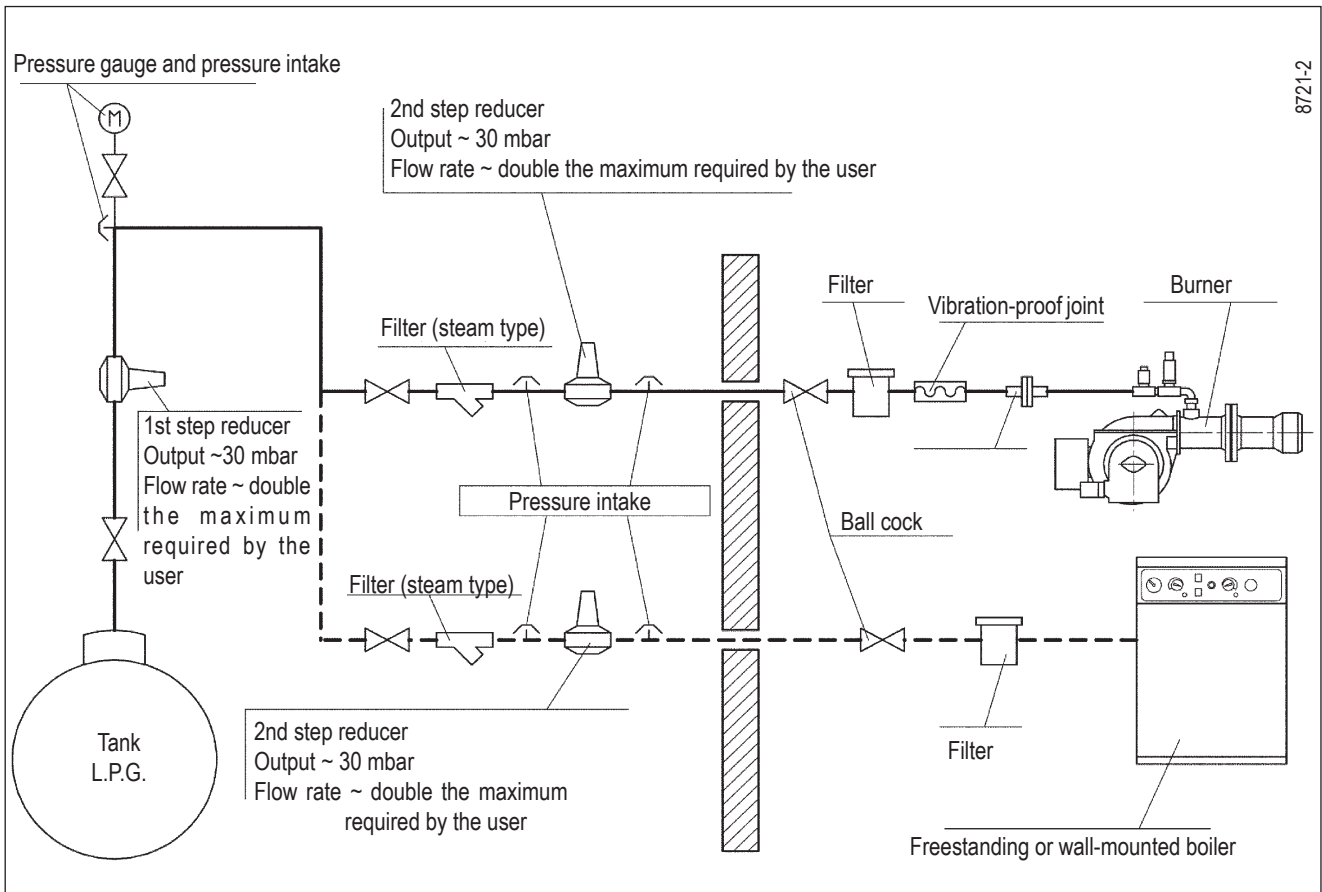 Pressure gauge and pressure intake
M
8721-2
2nd step reducer
Output ~ 30 mbar
Flow rate ~ double the maximum required by the user
Filter
Burner
Vibration-proof joint
Filter (steam type)
1st step reducer
Output ~30 mbar
Flow rate ~ double
the maximum
required by the
user
Pressure intake
Ball cock
Filter (steam type)
2nd step reducer
Output ~ 30 mbar
Flow rate ~ double the maximum
required by the user
Tank
L.P.G.
Filter
Freestanding or wall-mounted boiler